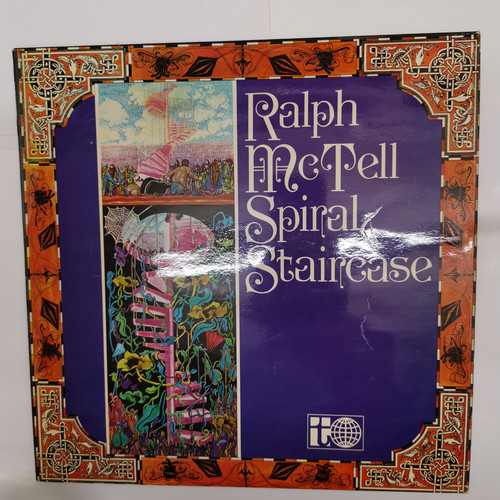 Ralph
McTell
Spiral
Staircase